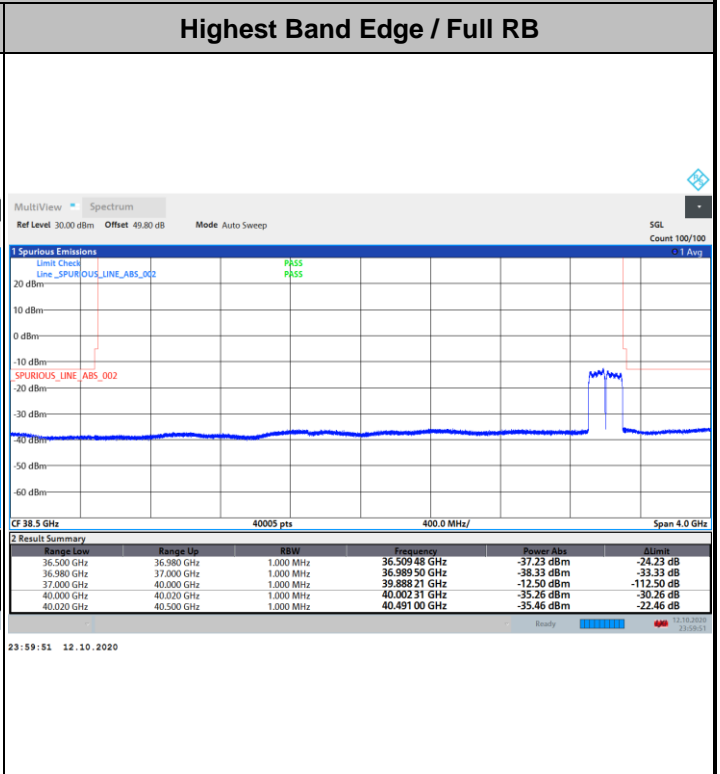 Highest Band Edge / Full RB
MultiView Spectrum
Ref Level 30.00 dBm Offset 49.80 dB Mode Auto Sweep SGL
Count 100/100
1 Spurious Emissions 1 Avg
Limit Check PASS
Line _SPURIOUS_LINE_ABS_002 PASS
20 dBm
10 dBm
0 dBm
-10 dBm
_SPURIOUS_LINE_ABS_002
-20 dBm
-30 dBm
-40 dBm
-50 dBm
-60 dBm
CF 38.5 GHz 40005 pts 400.0 MHz/ Span 4.0 GHz
2 Result Summary
Range Low Range Up RBW Frequency Power Abs ΔLimit
36.500 GHz 36.980 GHz 1.000 MHz 36.509 48 GHz -37.23 dBm -24.23 dB
36.980 GHz 37.000 GHz 1.000 MHz 36.989 50 GHz -38.33 dBm -33.33 dB
37.000 GHz 40.000 GHz 1.000 MHz 39.888 21 GHz -12.50 dBm -112.50 dB
40.000 GHz 40.020 GHz 1.000 MHz 40.002 31 GHz -35.26 dBm -30.26 dB
40.020 GHz 40.500 GHz 1.000 MHz 40.491 00 GHz -35.46 dBm -22.46 dB
Ready 12.10.2020
23:59:51
23:59:51 12.10.2020